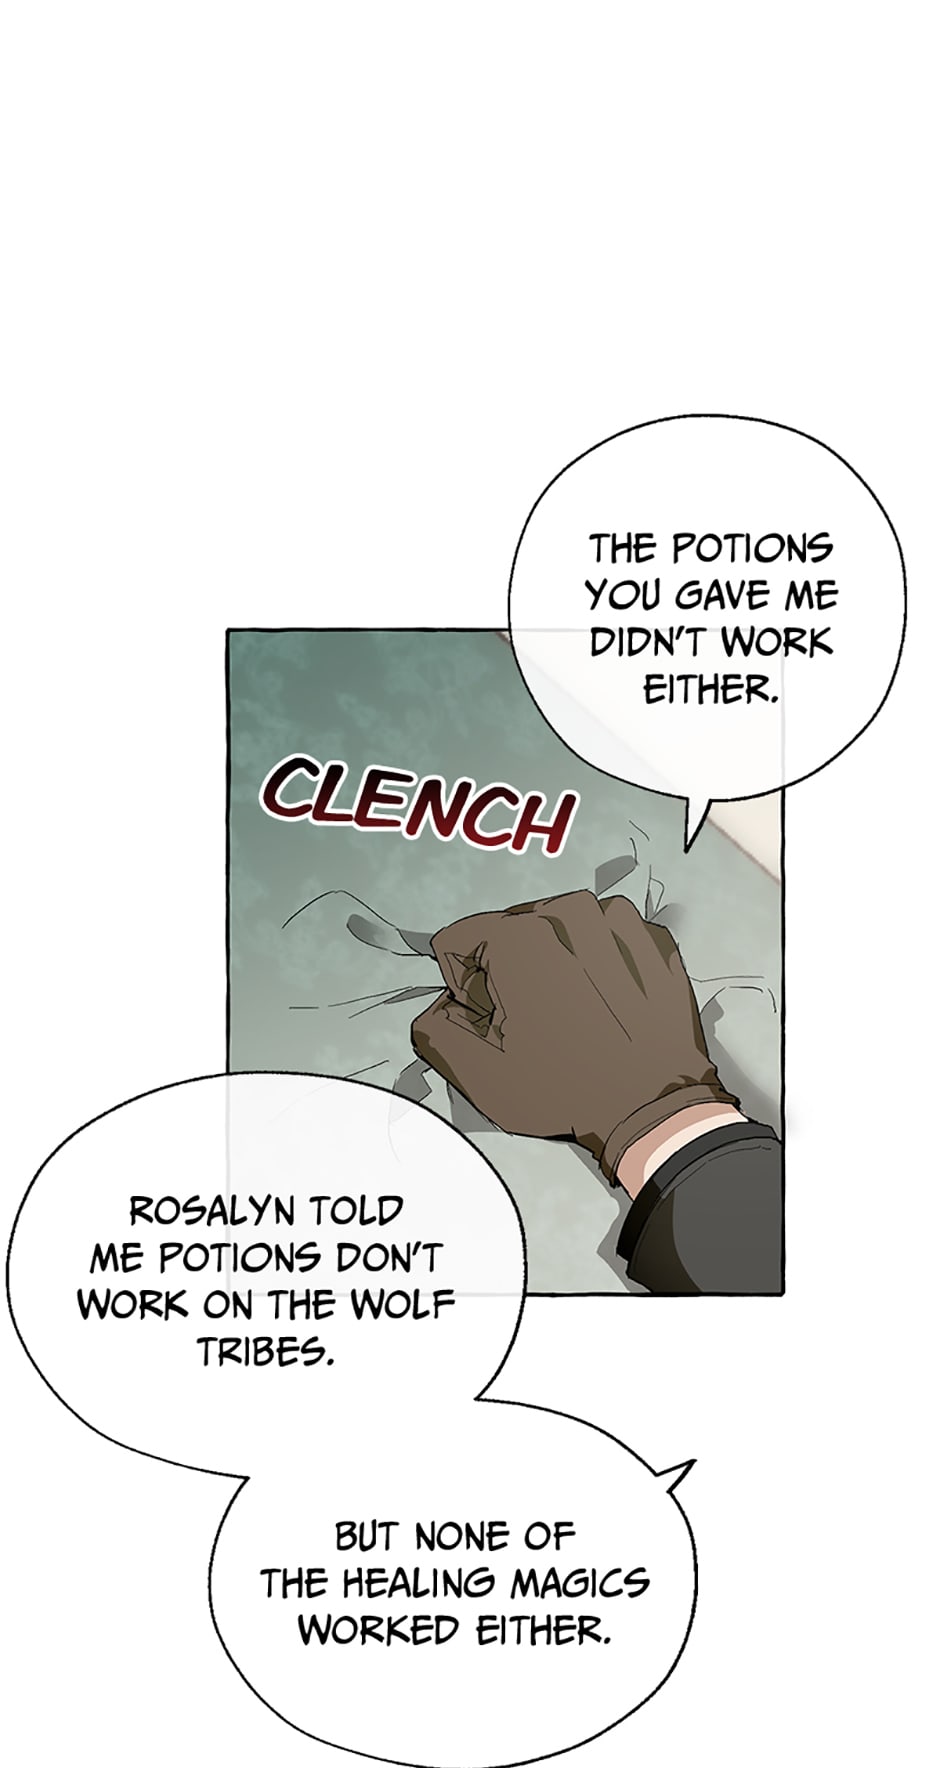 THE POTIONS
YOU GAVE ME
DIDN'T WORK
EITHER.
CLENCH
ROSALYN TOLD
ME POTIONS DON'T
WORK ON THE WOLF
TRIBES.
BUT NONE OF
THE HEALING MAGICS
WORKED EITHER.